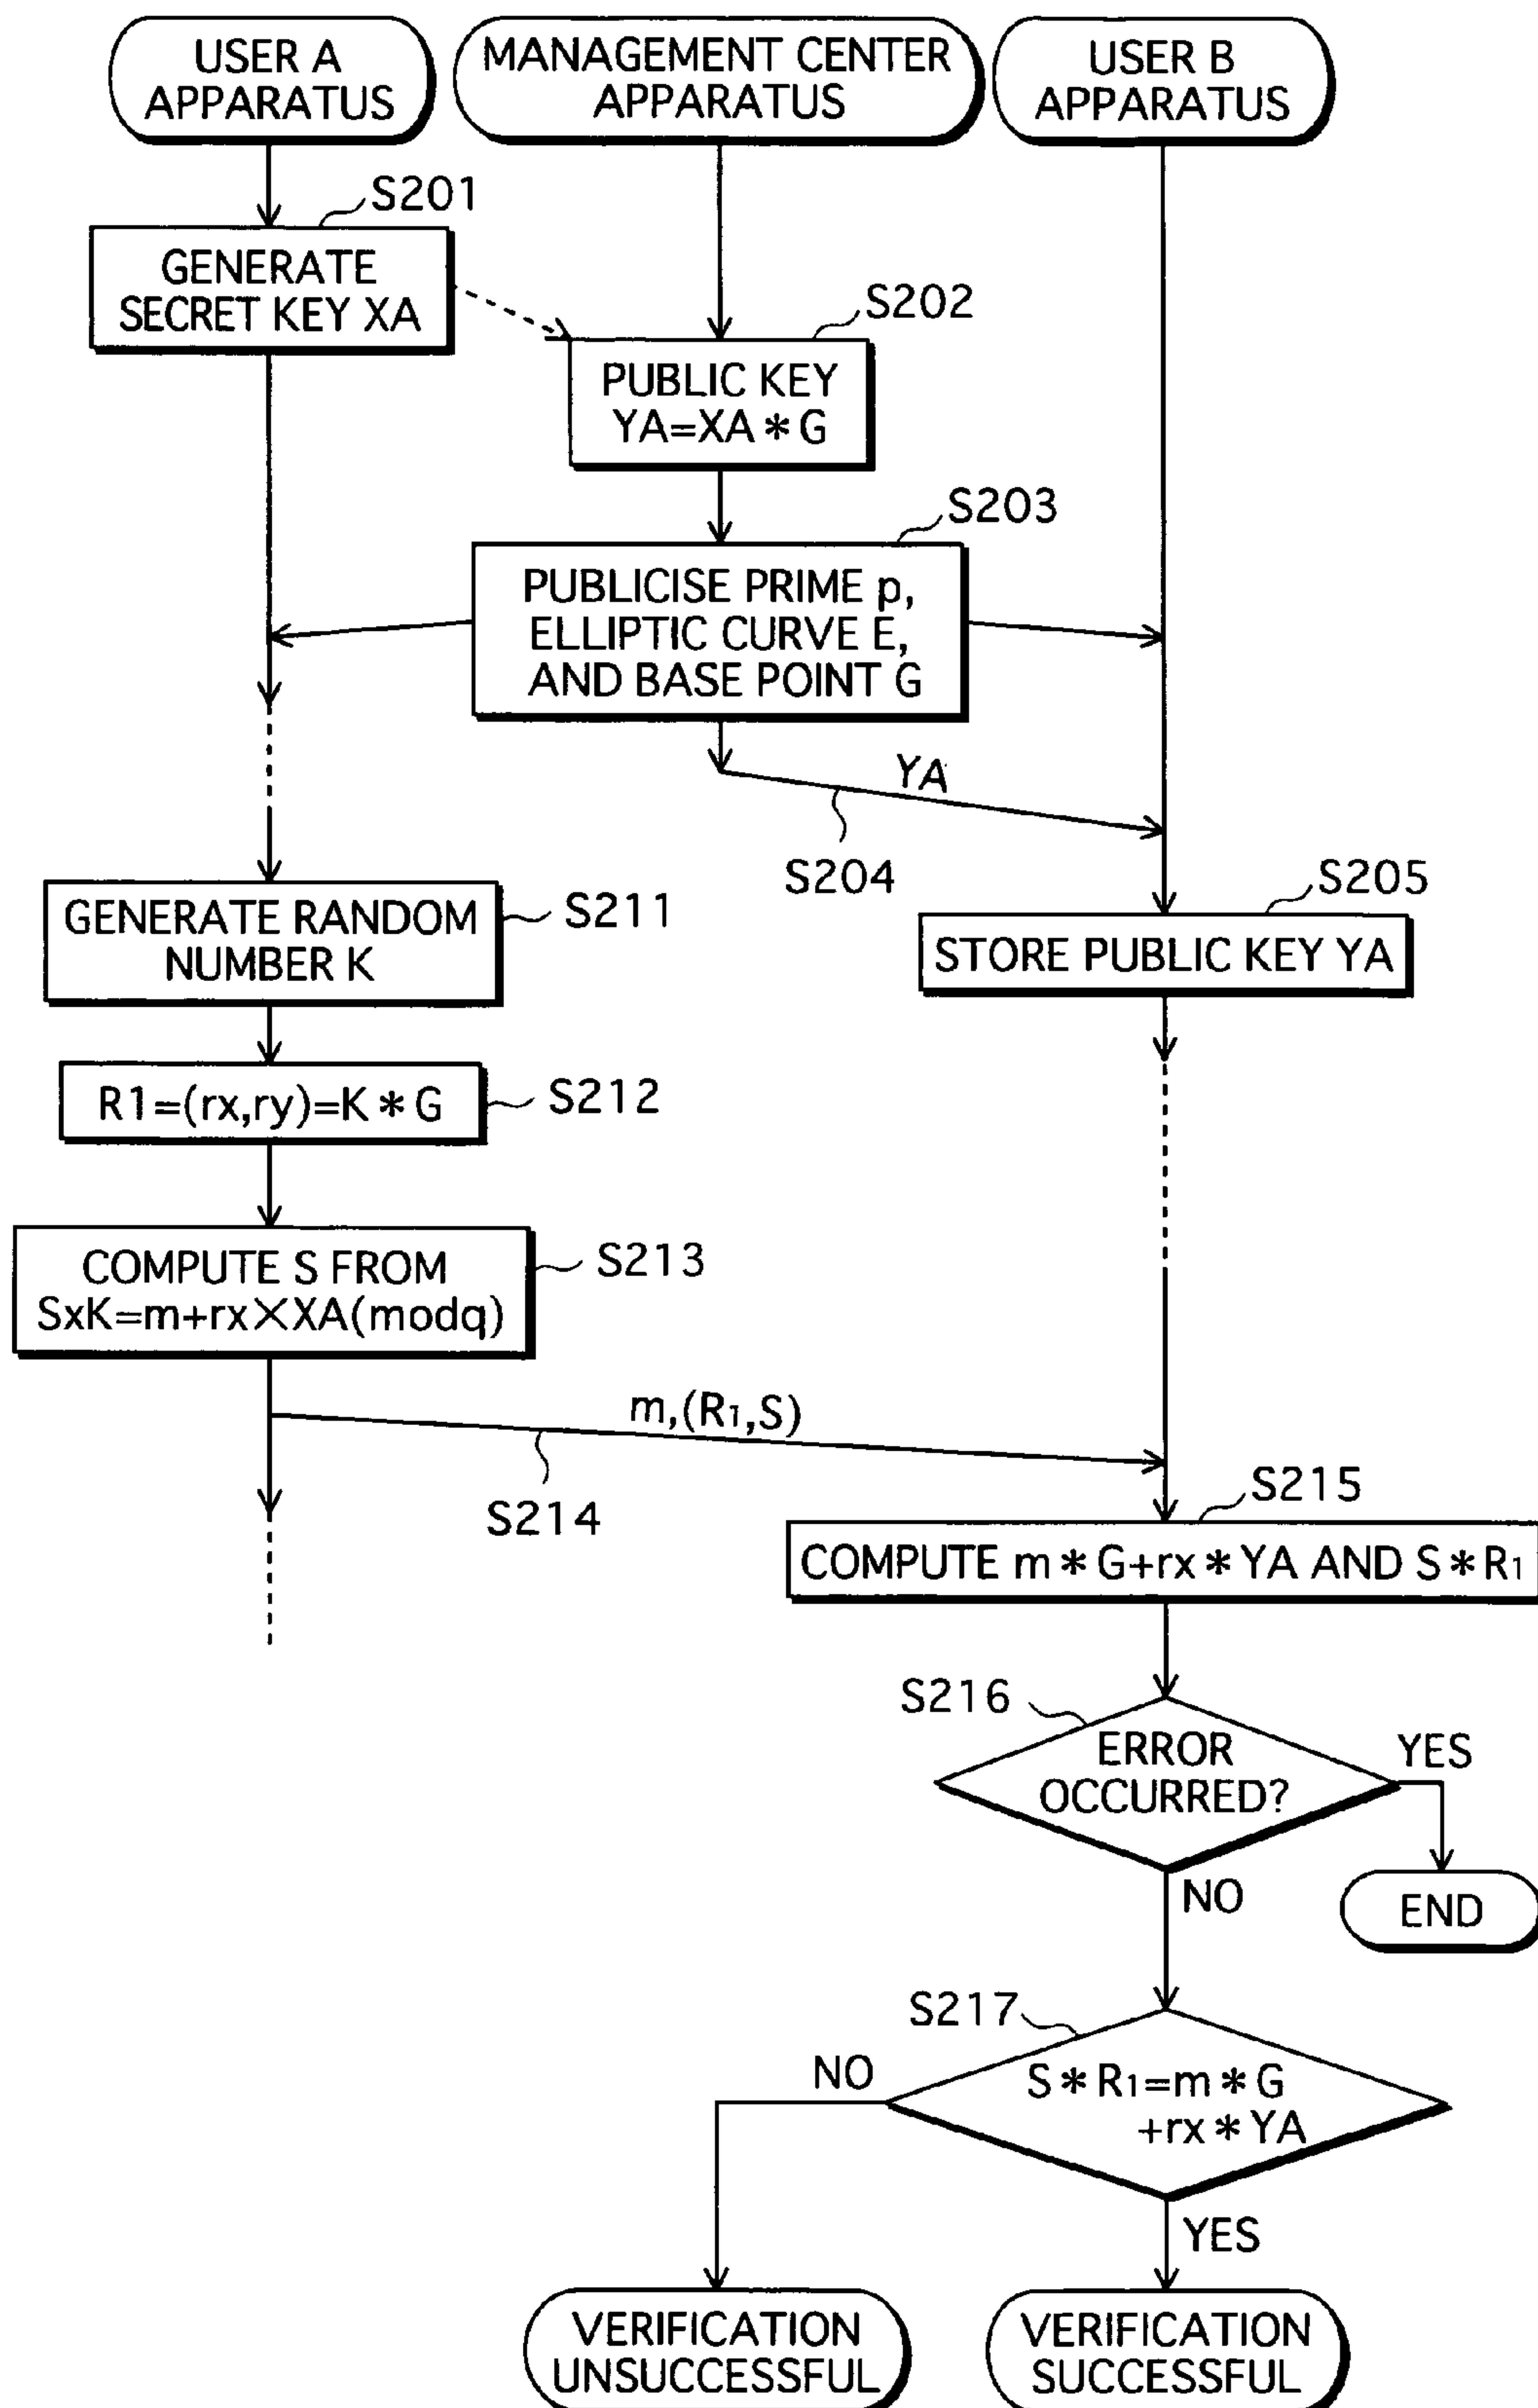 USER A
APPARATUS
MANAGEMENT CENTER
APPARATUS
USER B
APPARATUS
S201
GENERATE
SECRET KEY XA
S202
PUBLIC KEY
YA=XA*G
S203
PUBLICISE PRIME p,
ELLIPTIC CURVE E,
AND BASE POINT G
YA
S204
S205
STORE PUBLIC KEY YA
GENERATE RANDOM
NUMBER K
S211
R1=(rx,ry)=K*G
S212
COMPUTE S FROM
SxK=m+rx×XA(modq)
S213
m,(R1,S)
S214
S215
COMPUTE m*G+rx*YA AND S*R1
S216
ERROR
OCCURRED?
YES
NO
END
S217
S*R1=m*G
+rx*YA
NO
YES
VERIFICATION
UNSUCCESSFUL
VERIFICATION
SUCCESSFUL